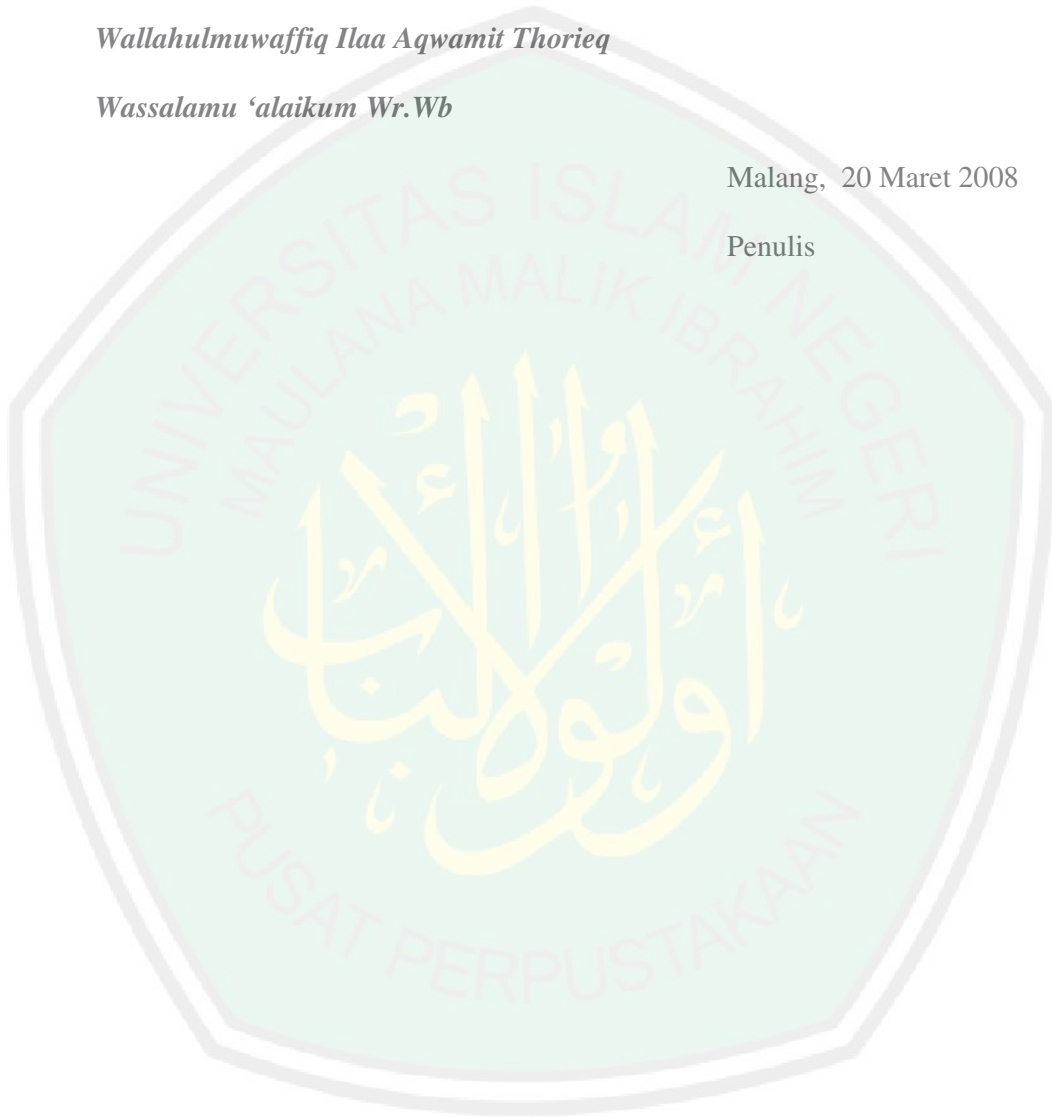 Wallahulmuwaffiq Ilaa Aqwamit Thorieq
Wassalamu ‘alaikum Wr.Wb
Malang, 20 Maret 2008
Penulis
UNIVERSITAS ISLAM NEGERI
MAULANA MALIK IBRAHIM
أولوا الألباب
PUSAT PERPUSTAKAAN